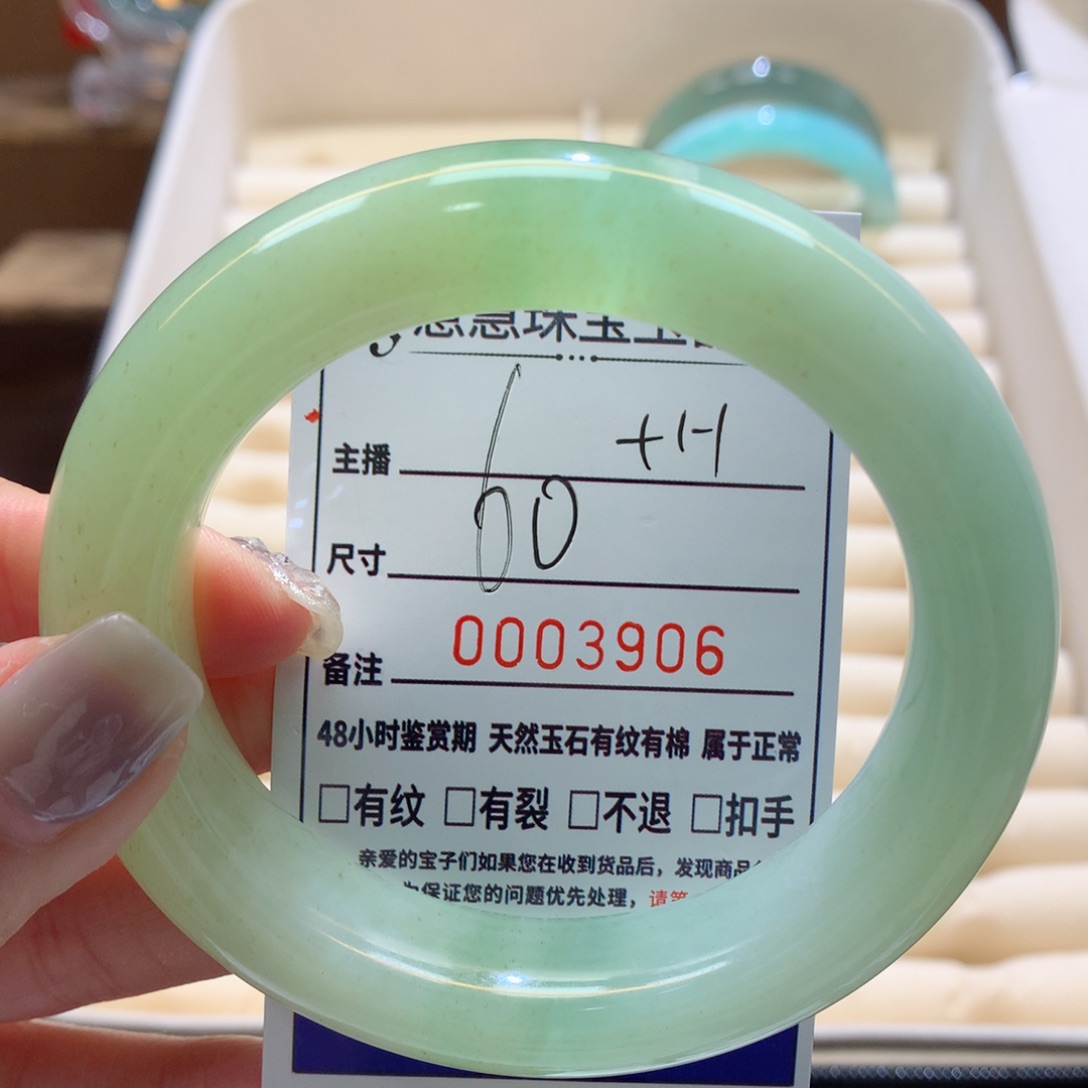 珠宝玉
主播
尺寸 60
备注 0003906
48小时鉴赏期 天然玉石有纹有棉 属于正常
□有纹 □有裂 □不退 □扣手
亲爱的宝子们如果您在收到货品后，发现商品
保证您的问题优先处理，请